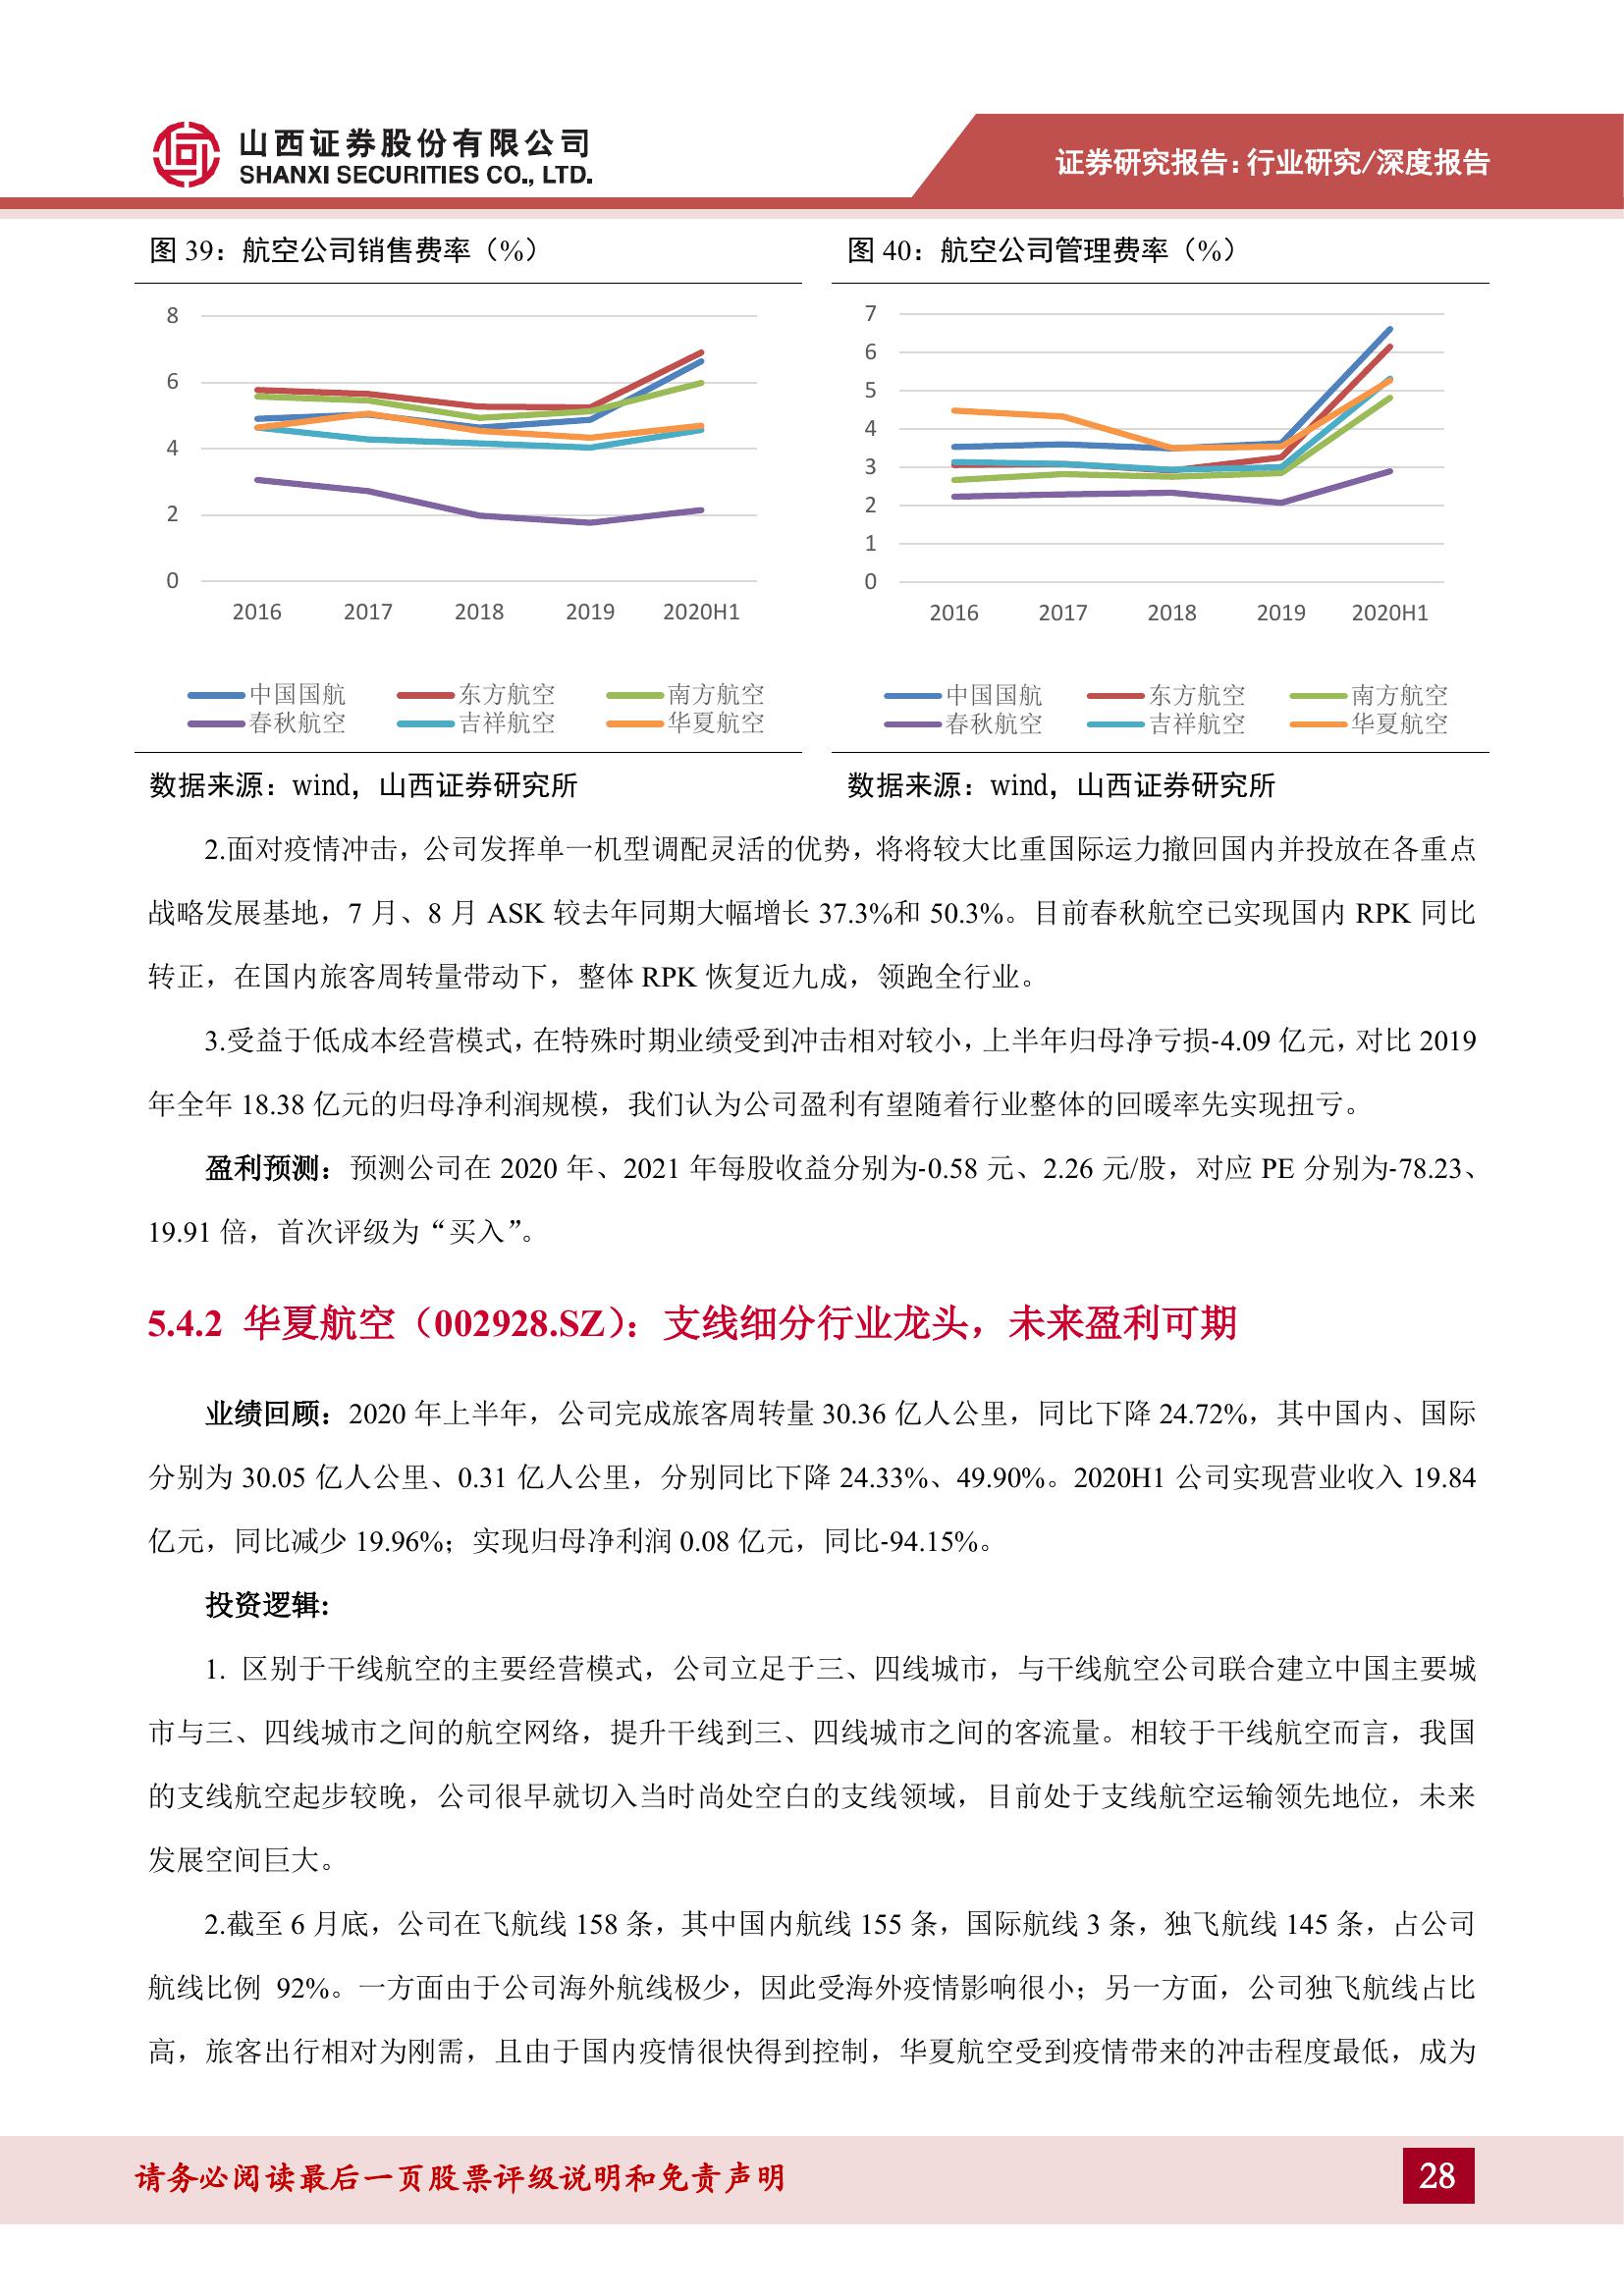 山西证券股份有限公司
SHANXI SECURITIES CO., LTD.
证券研究报告：行业研究/深度报告
图 39：航空公司销售费率（%）
8
6
4
2
0
2016 2017 2018 2019 2020H1
中国国航 东方航空 南方航空
春秋航空 吉祥航空 华夏航空
数据来源：wind，山西证券研究所
图 40：航空公司管理费率（%）
7
6
5
4
3
2
1
0
2016 2017 2018 2019 2020H1
中国国航 东方航空 南方航空
春秋航空 吉祥航空 华夏航空
数据来源：wind，山西证券研究所
2.面对疫情冲击，公司发挥单一机型调配灵活的优势，将将较大比重国际运力撤回国内并投放在各重点
战略发展基地，7 月、8 月 ASK 较去年同期大幅增长 37.3%和 50.3%。目前春秋航空已实现国内 RPK 同比
转正，在国内旅客周转量带动下，整体 RPK 恢复近九成，领跑全行业。
3.受益于低成本经营模式，在特殊时期业绩受到冲击相对较小，上半年归母净亏损-4.09 亿元，对比 2019
年全年 18.38 亿元的归母净利润规模，我们认为公司盈利有望随着行业整体的回暖率先实现扭亏。
盈利预测：预测公司在 2020 年、2021 年每股收益分别为-0.58 元、2.26 元/股，对应 PE 分别为-78.23、
19.91 倍，首次评级为“买入”。
5.4.2 华夏航空（002928.SZ）：支线细分行业龙头，未来盈利可期
业绩回顾：2020 年上半年，公司完成旅客周转量 30.36 亿人公里，同比下降 24.72%，其中国内、国际
分别为 30.05 亿人公里、0.31 亿人公里，分别同比下降 24.33%、49.90%。2020H1 公司实现营业收入 19.84
亿元，同比减少 19.96%；实现归母净利润 0.08 亿元，同比-94.15%。
投资逻辑：
1. 区别于干线航空的主要经营模式，公司立足于三、四线城市，与干线航空公司联合建立中国主要城
市与三、四线城市之间的航空网络，提升干线到三、四线城市之间的客流量。相较于干线航空而言，我国
的支线航空起步较晚，公司很早就切入当时尚处空白的支线领域，目前处于支线航空运输领先地位，未来
发展空间巨大。
2.截至 6 月底，公司在飞航线 158 条，其中国内航线 155 条，国际航线 3 条，独飞航线 145 条，占公司
航线比例 92%。一方面由于公司海外航线极少，因此受海外疫情影响很小；另一方面，公司独飞航线占比
高，旅客出行相对为刚需，且由于国内疫情很快得到控制，华夏航空受到疫情带来的冲击程度最低，成为
请务必阅读最后一页股票评级说明和免责声明
28